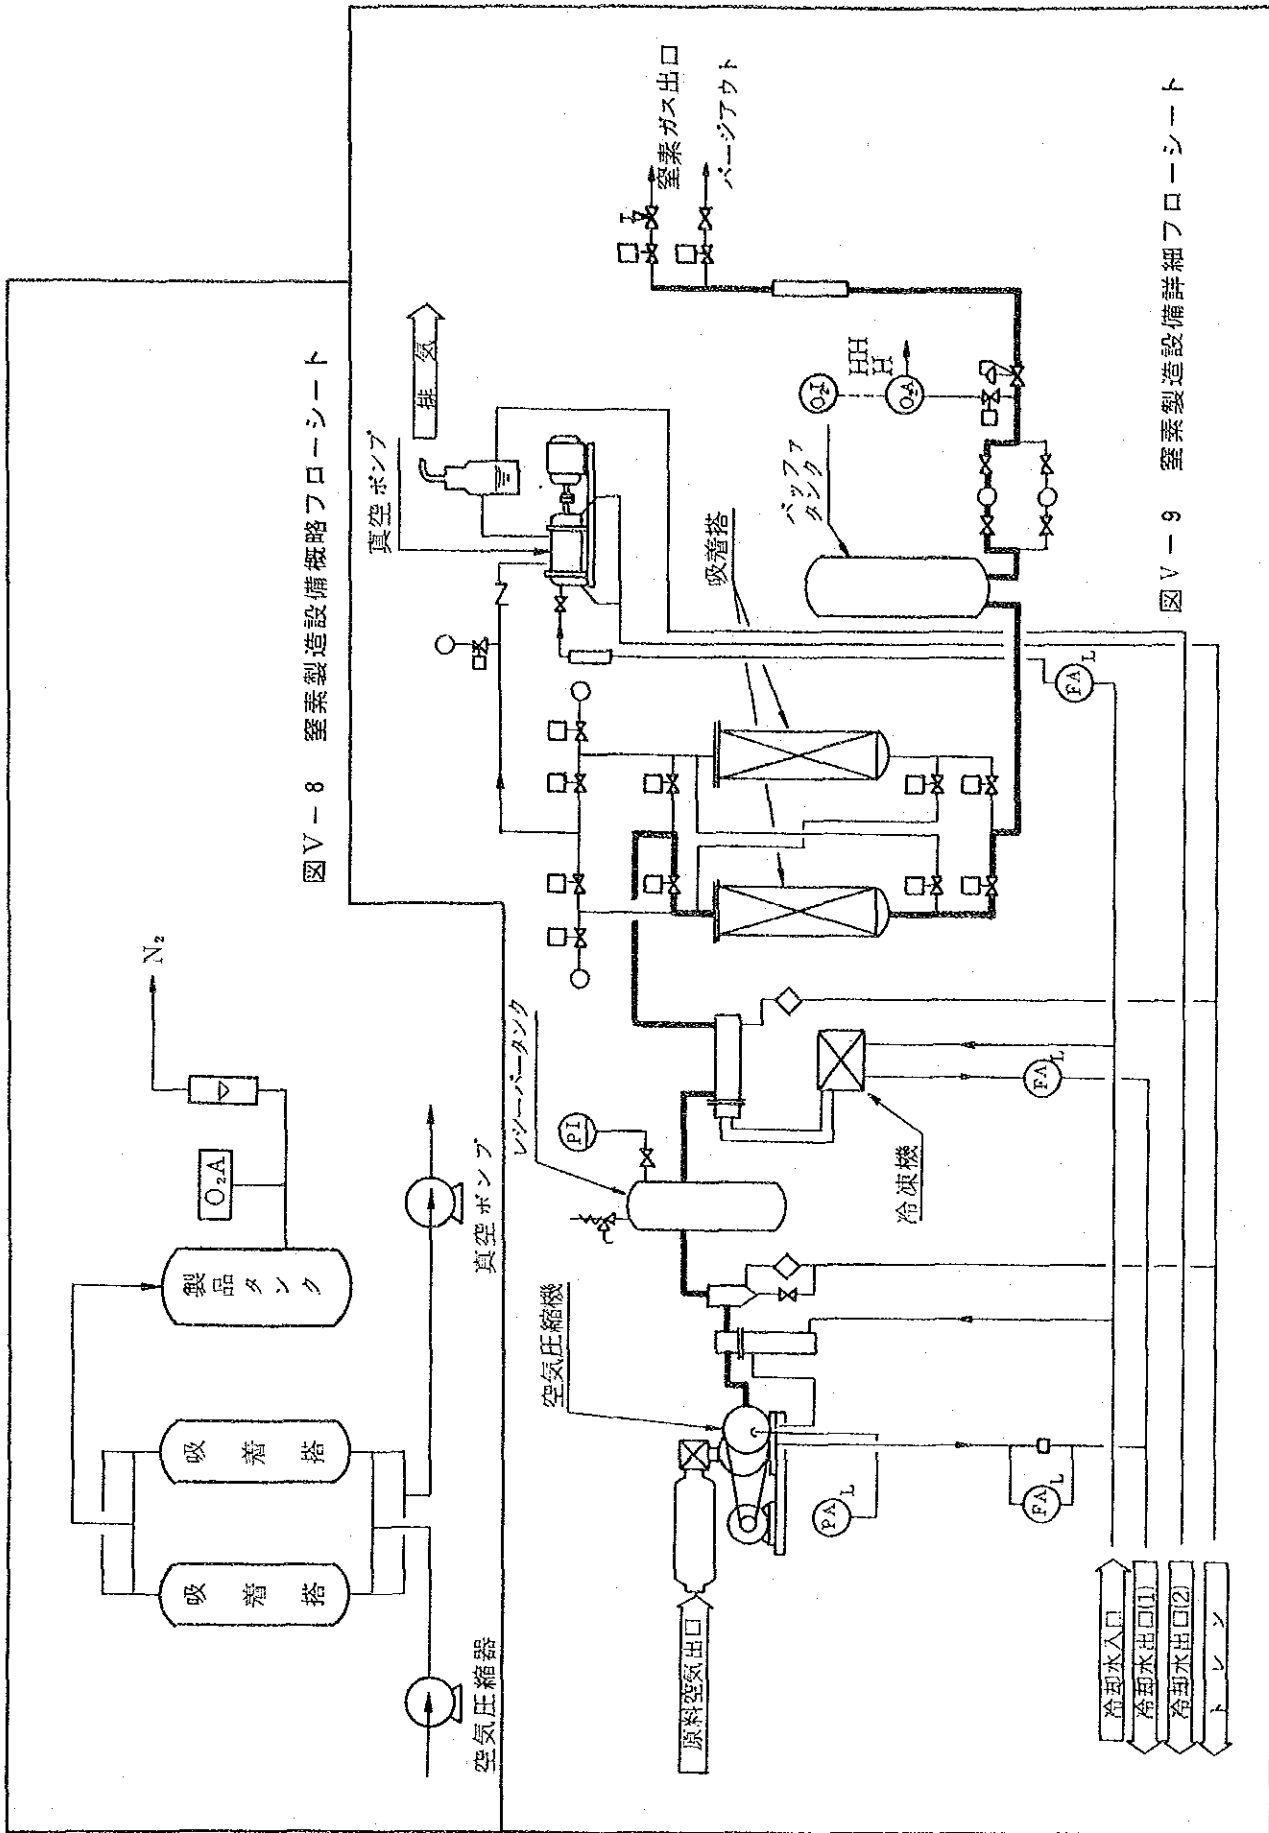 図V－8 窒素製造設備概略フローシート
空気圧縮器
吸着搭
吸着搭
製品タンク
O₂A
N₂
真空ポンプ
図V－9 窒素製造設備詳細フローシート
原料空気出口
空気圧縮機
レシーバータンク
PI
冷凍機
吸着搭
真空ポンプ
排気
バッファ
タンク
O₂I
O₂A
HH
H
窒素ガス出口
パージアウト
PA
L
FA
L
FA
L
FA
L
冷却水入口
冷却水出口(1)
冷却水出口(2)
トレン